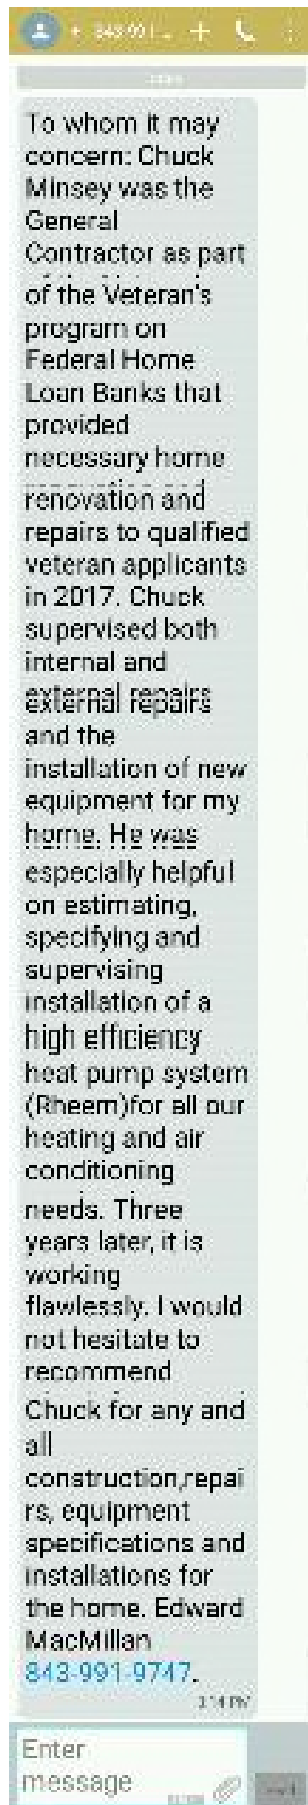 To whom it may
concern: Chuck
Minsey was the
General
Contractor as part
of the Veteran's
program on
Federal Home
Loan Banks that
provided
necessary home
renovation and
repairs to qualified
veteran applicants
in 2017. Chuck
supervised both
internal and
external repairs
and the
installation of new
equipment for my
home. He was
especially helpful
on estimating,
specifying and
supervising
installation of a
high efficiency
heat pump system
(Rheem)for all our
heating and air
conditioning
needs. Three
years later, it is
working
flawlessly. I would
not hesitate to
recommend
Chuck for any and
all
construction,repai
rs, equipment
specifications and
installations for
the home. Edward
MacMillan
843-991-9747.
3:14 PM
Enter
message